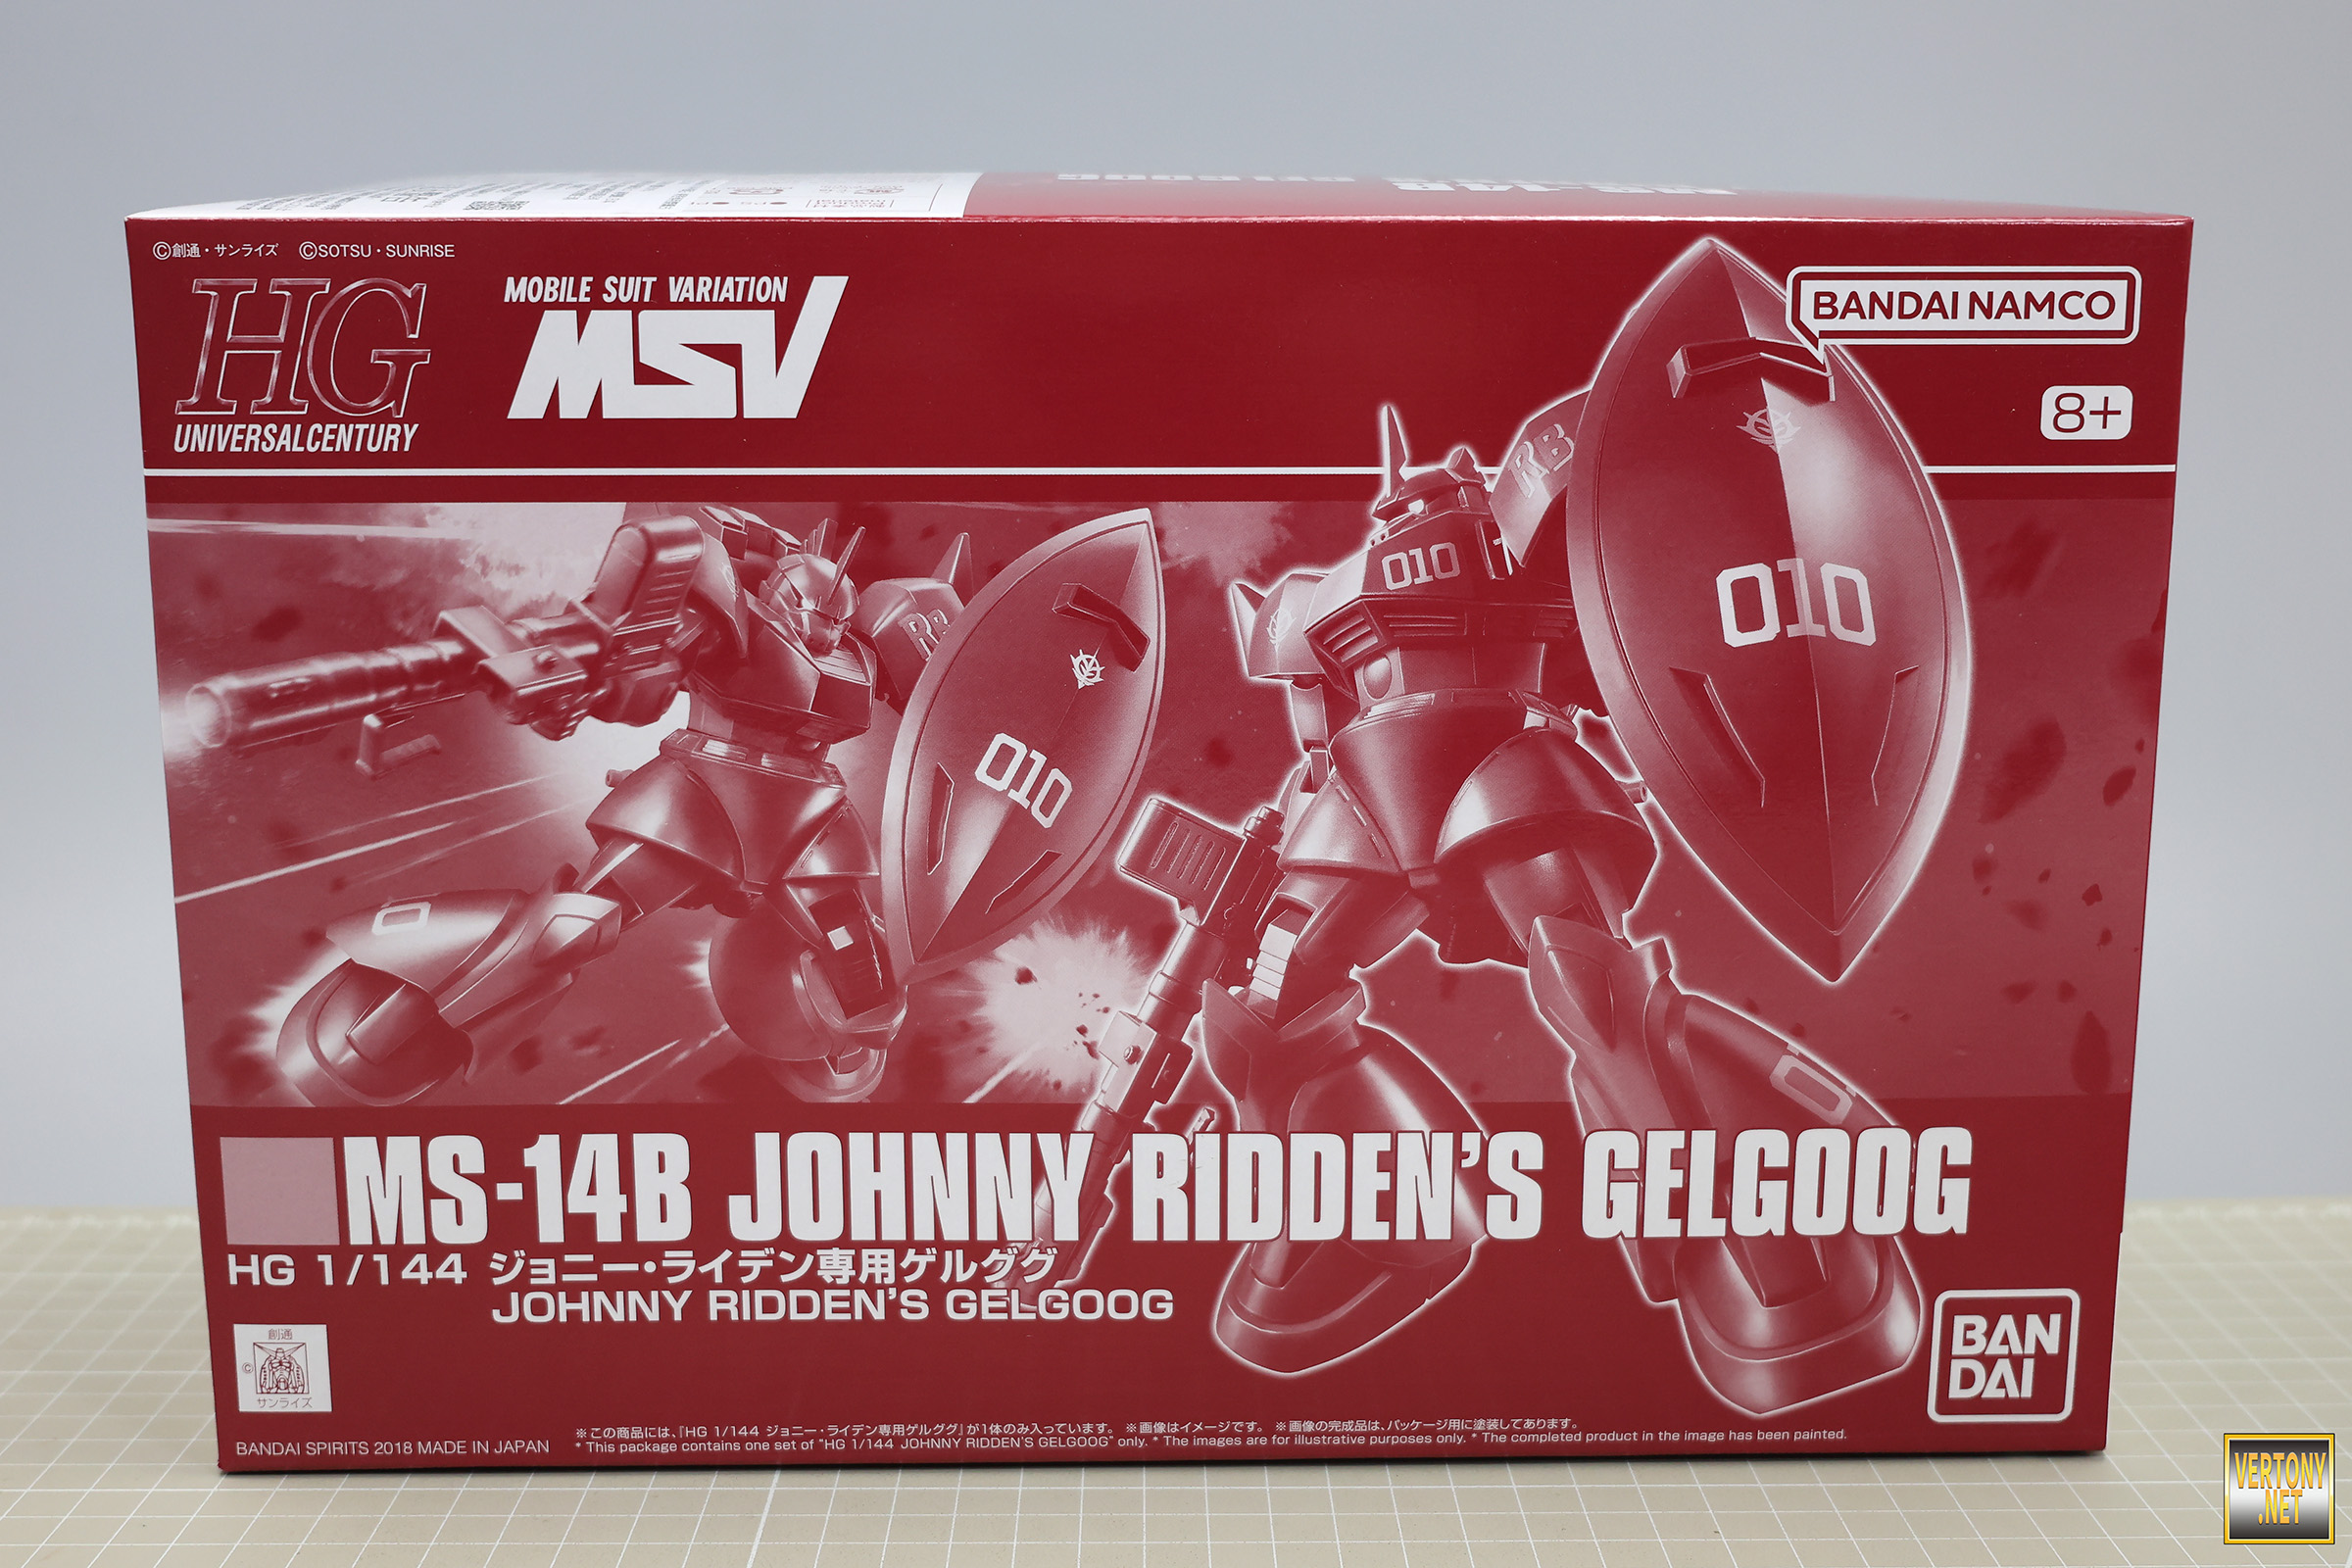 ©創通・サンライズ ©SOTSU・SUNRISE
HG
UNIVERSALCENTURY
MOBILE SUIT VARIATION
MSV
BANDAI NAMCO
8+
RB
010
010
RB
010
0
0
MS-14B JOHNNY RIDDEN'S GELGOOG
HG 1/144 ジョニー・ライデン専用ゲルググ
JOHNNY RIDDEN'S GELGOOG
創通
©
サンライズ
BAN
DAI
※この商品には、『HG 1/144 ジョニー・ライデン専用ゲルググ』が1体のみ入っています。 ※画像はイメージです。 ※画像の完成品は、パッケージ用に塗装してあります。
BANDAI SPIRITS 2018 MADE IN JAPAN
* This package contains one set of "HG 1/144 JOHNNY RIDDEN'S GELGOOG" only. * The images are for illustrative purposes only. * The completed product in the image has been painted.
VERTONY
.NET